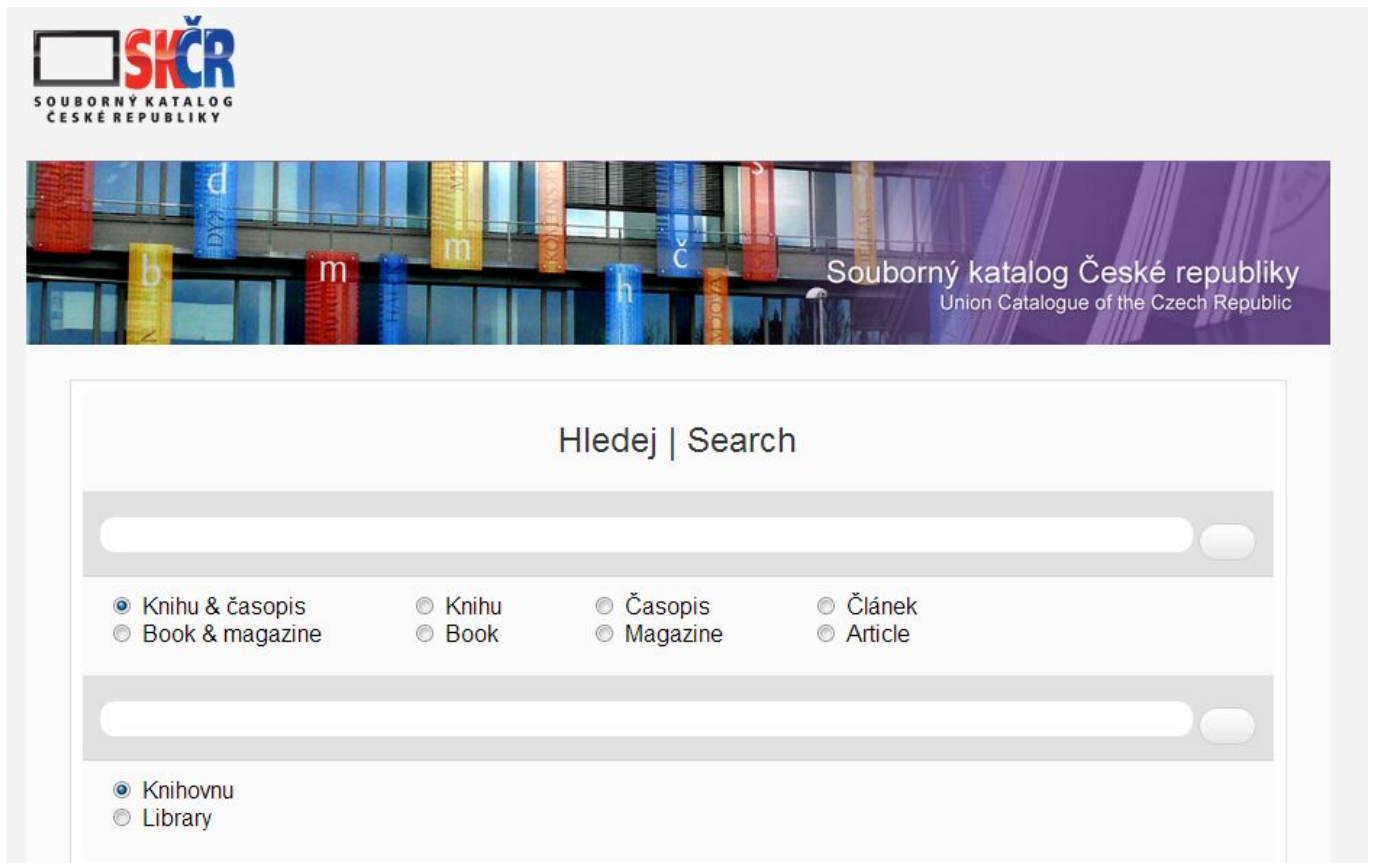 SKČR
SOUBORNÝ KATALOG
ČESKÉ REPUBLIKY
d
b
m
m
h
č
s
Souborný katalog České republiky
Union Catalogue of the Czech Republic
Hledej | Search
Knihu & časopis Knihu Časopis Článek
Book & magazine Book Magazine Article
Knihovnu
Library